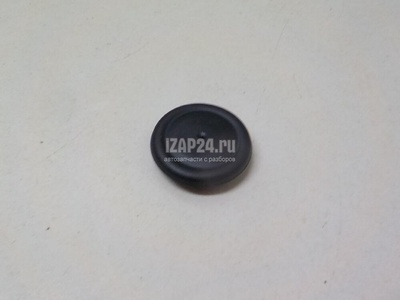 IZAP24.ru
автозапчасти с разборов